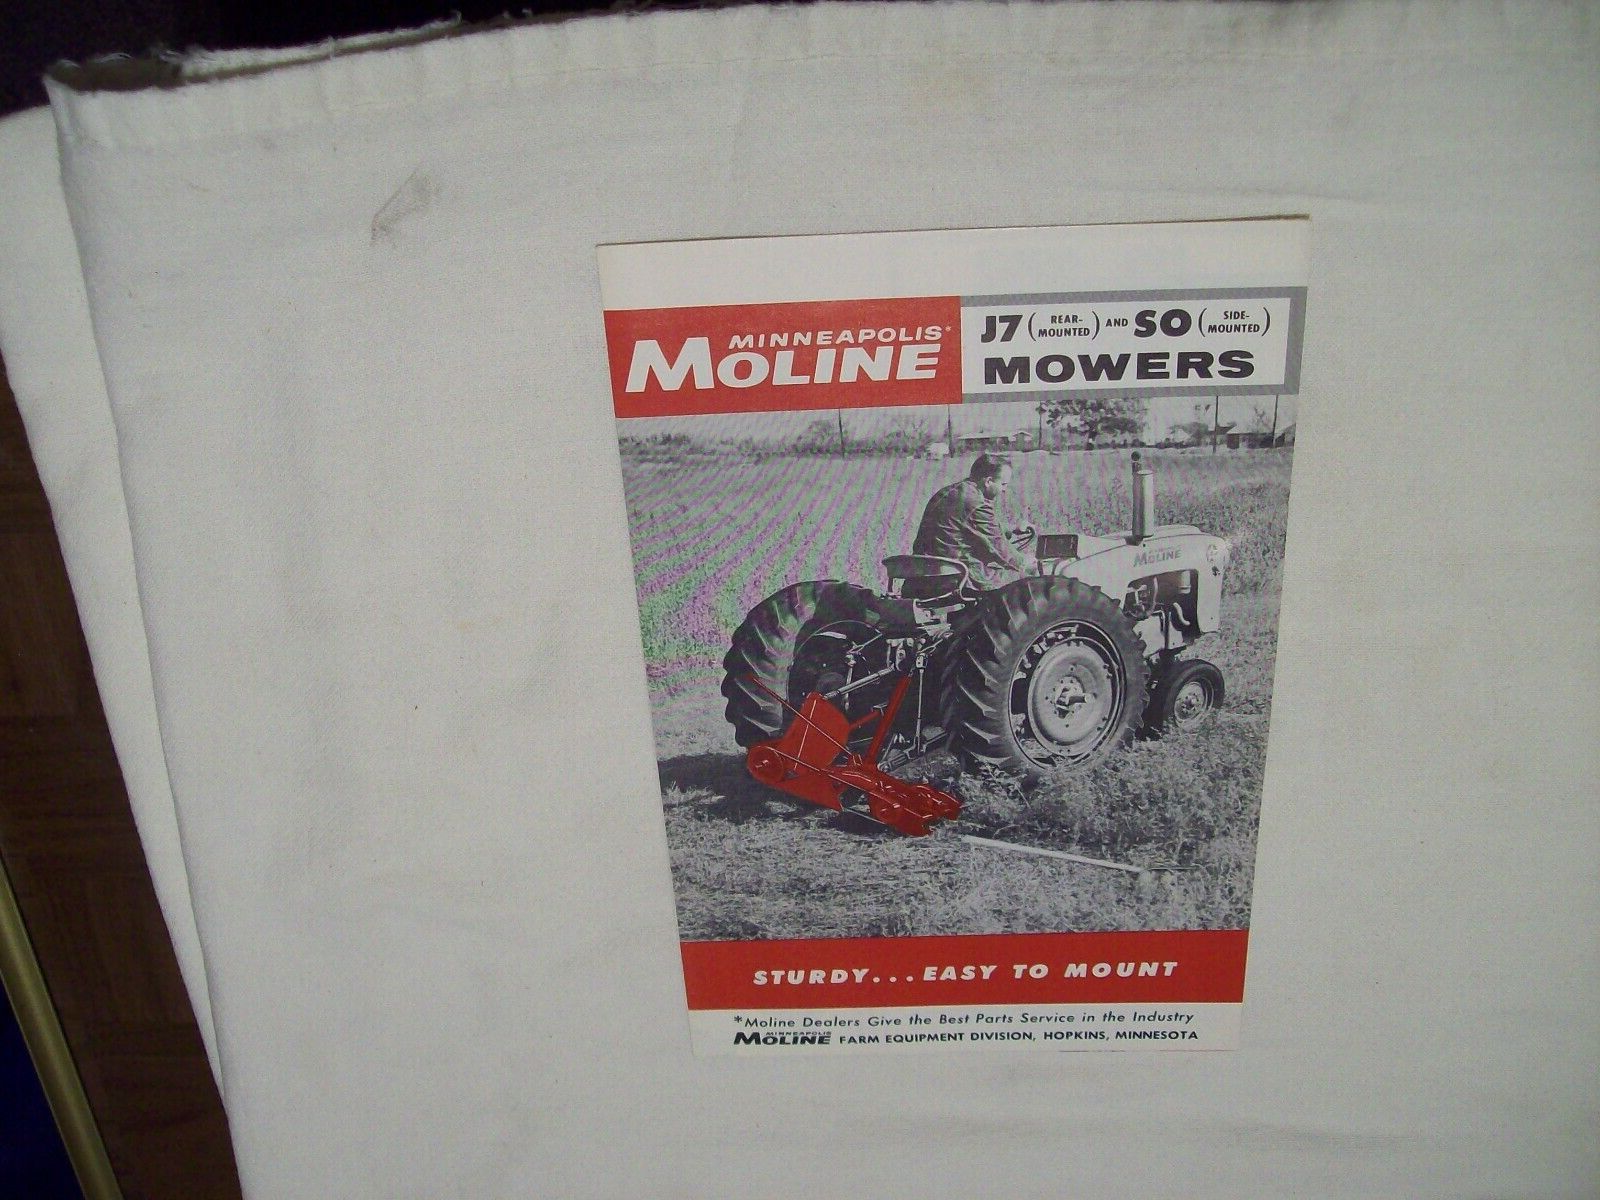 MINNEAPOLIS*
MOLINE
J7 (REAR-MOUNTED) AND SO (SIDE-MOUNTED)
MOWERS
MOLINE
STURDY...EASY TO MOUNT
*Moline Dealers Give the Best Parts Service in the Industry
MINNEAPOLIS MOLINE FARM EQUIPMENT DIVISION, HOPKINS, MINNESOTA